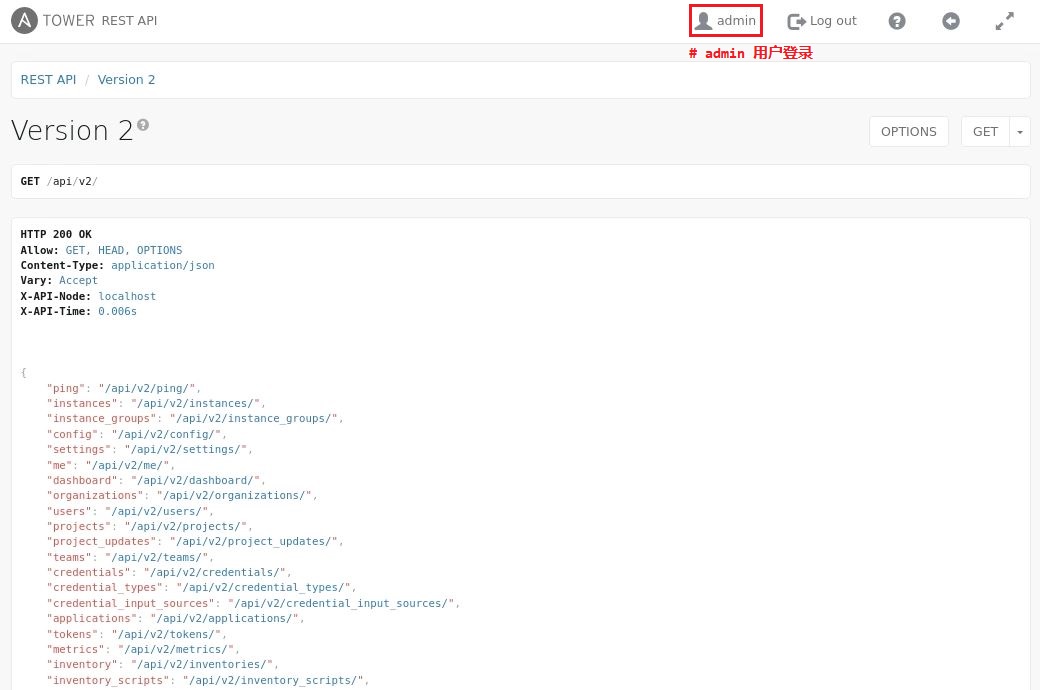 TOWER REST API admin Log out
# admin 用户登录
REST API / Version 2
Version 2
OPTIONS GET
GET /api/v2/
HTTP 200 OK
Allow: GET, HEAD, OPTIONS
Content-Type: application/json
Vary: Accept
X-API-Node: localhost
X-API-Time: 0.006s
{
"ping": "/api/v2/ping/",
"instances": "/api/v2/instances/",
"instance_groups": "/api/v2/instance_groups/",
"config": "/api/v2/config/",
"settings": "/api/v2/settings/",
"me": "/api/v2/me/",
"dashboard": "/api/v2/dashboard/",
"organizations": "/api/v2/organizations/",
"users": "/api/v2/users/",
"projects": "/api/v2/projects/",
"project_updates": "/api/v2/project_updates/",
"teams": "/api/v2/teams/",
"credentials": "/api/v2/credentials/",
"credential_types": "/api/v2/credential_types/",
"credential_input_sources": "/api/v2/credential_input_sources/",
"applications": "/api/v2/applications/",
"tokens": "/api/v2/tokens/",
"metrics": "/api/v2/metrics/",
"inventory": "/api/v2/inventories/",
"inventory_scripts": "/api/v2/inventory_scripts/",